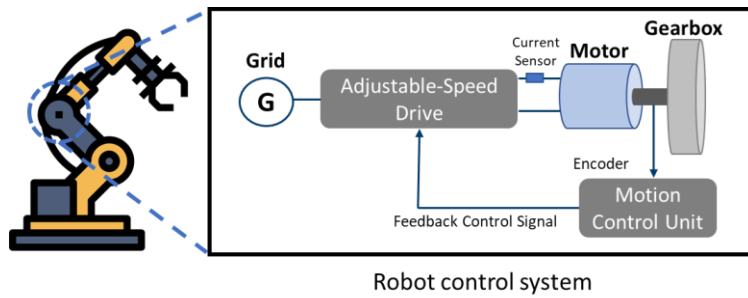 Grid
G
Adjustable-Speed
Drive
Current
Sensor
Motor
Gearbox
Encoder
Motion
Control Unit
Feedback Control Signal
Robot control system